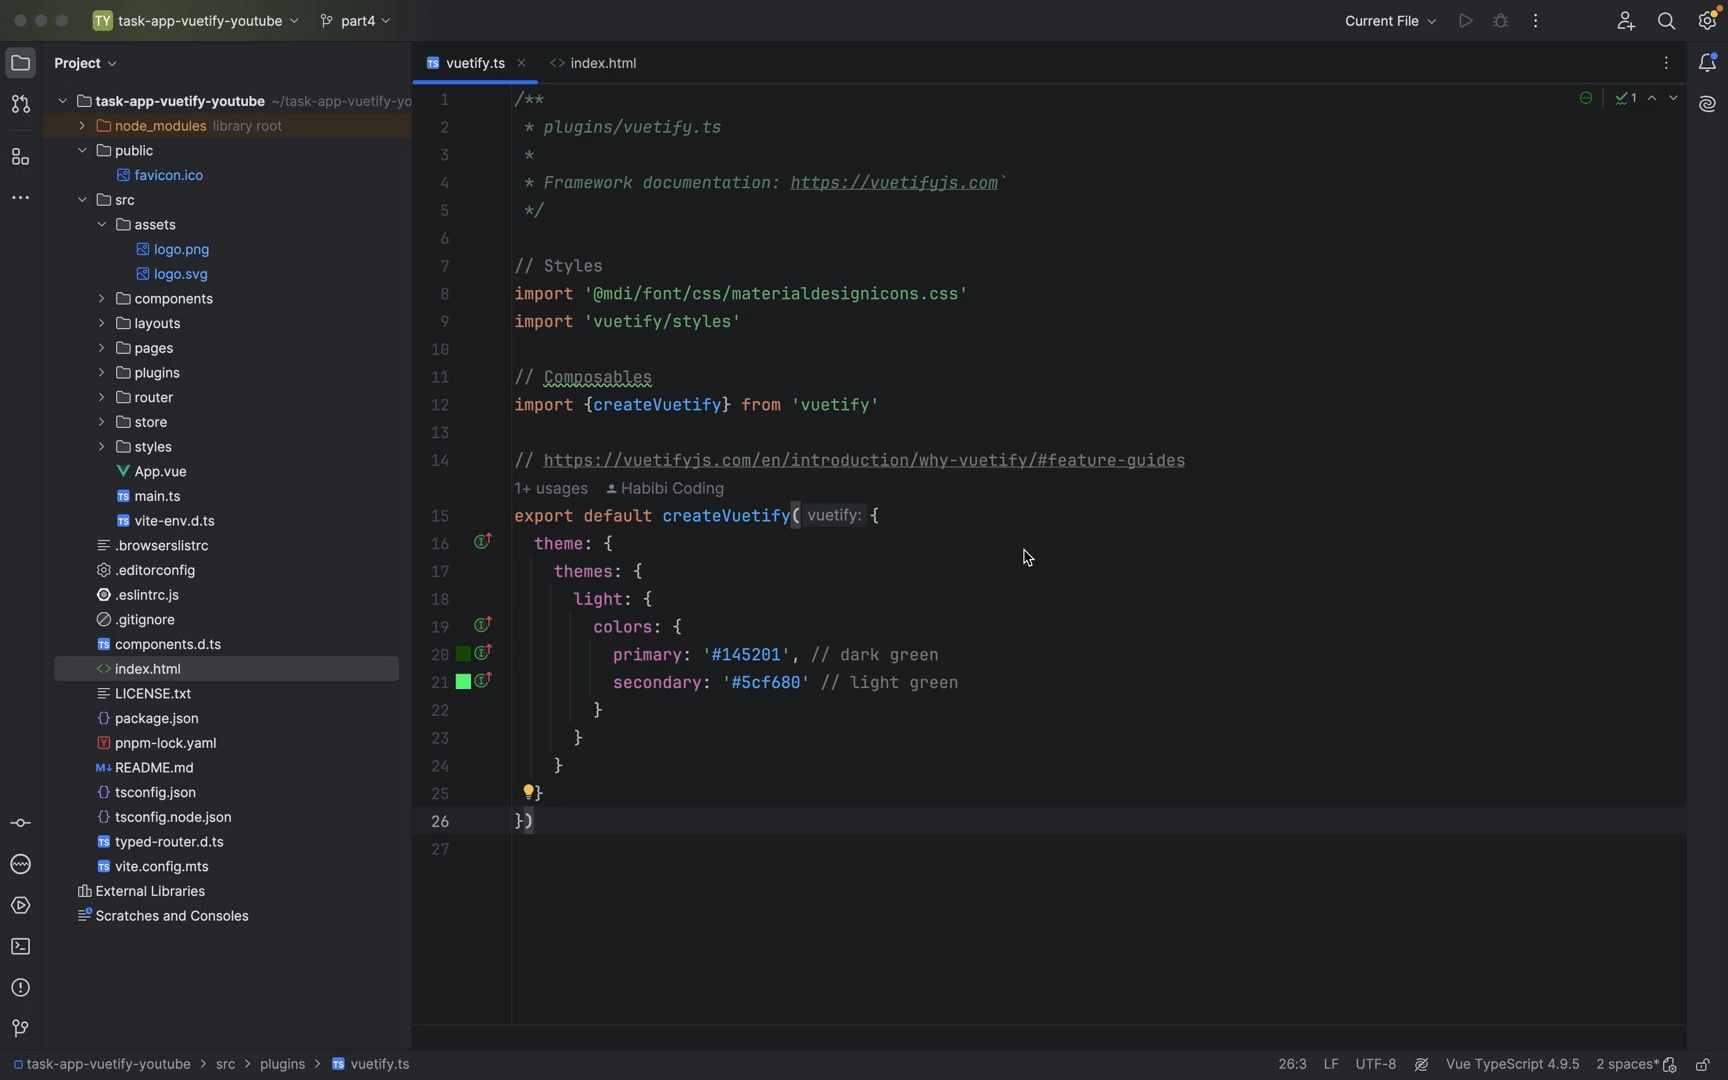 TY task-app-vuetify-youtube part4
Current File
Project
task-app-vuetify-youtube ~/task-app-vuetify-yo
node_modules library root
public
favicon.ico
src
assets
logo.png
logo.svg
components
layouts
pages
plugins
router
store
styles
App.vue
main.ts
vite-env.d.ts
.browserslistrc
.editorconfig
.eslintrc.js
.gitignore
components.d.ts
index.html
LICENSE.txt
package.json
pnpm-lock.yaml
README.md
tsconfig.json
tsconfig.node.json
typed-router.d.ts
vite.config.mts
External Libraries
Scratches and Consoles
TS vuetify.ts <> index.html
1
1 /**
2 * plugins/vuetify.ts
3 *
4 * Framework documentation: https://vuetifyjs.com`
5 */
6
7 // Styles
8 import '@mdi/font/css/materialdesignicons.css'
9 import 'vuetify/styles'
10
11 // Composables
12 import {createVuetify} from 'vuetify'
13
14 // https://vuetifyjs.com/en/introduction/why-vuetify/#feature-guides
1+ usages Habibi Coding
15 export default createVuetify( vuetify: {
16 theme: {
17 themes: {
18 light: {
19 colors: {
20 primary: '#145201', // dark green
21 secondary: '#5cf680' // light green
22 }
23 }
24 }
25 }
26 })
27
task-app-vuetify-youtube > src > plugins > TS vuetify.ts
26:3 LF UTF-8 Vue TypeScript 4.9.5 2 spaces*